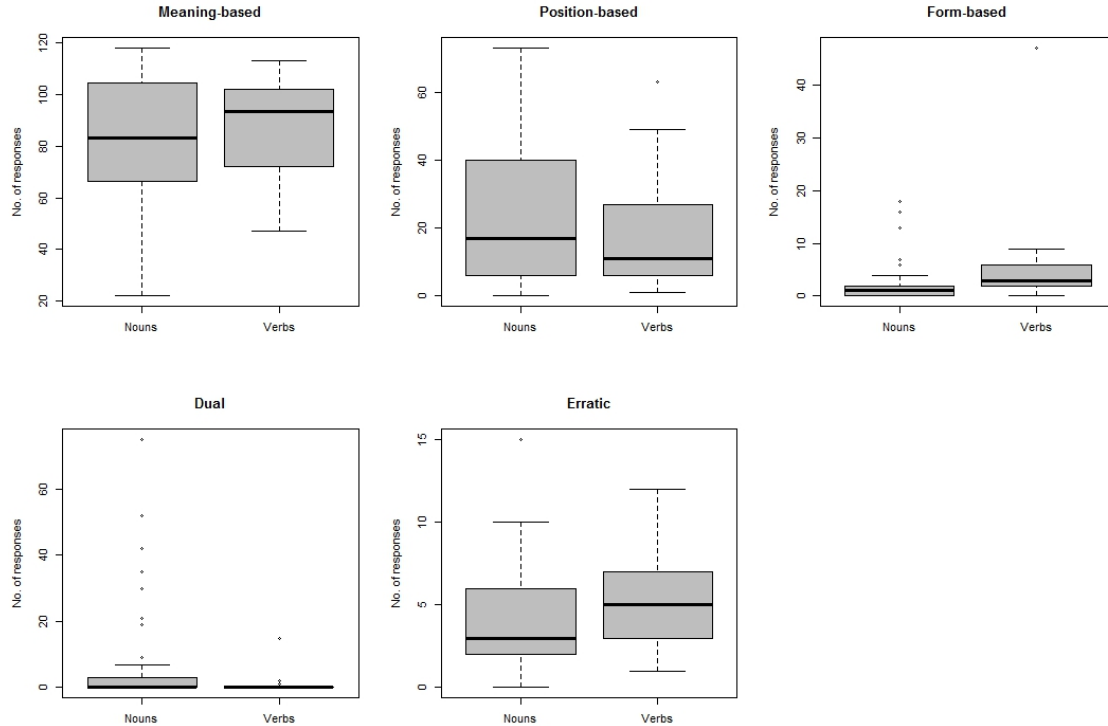 Meaning-based
No. of responses
120
100
80
60
40
20
Nouns
Verbs
Position-based
No. of responses
60
40
20
0
Nouns
Verbs
Form-based
No. of responses
40
30
20
10
0
Nouns
Verbs
Dual
No. of responses
60
40
20
0
Nouns
Verbs
Erratic
No. of responses
15
10
5
0
Nouns
Verbs